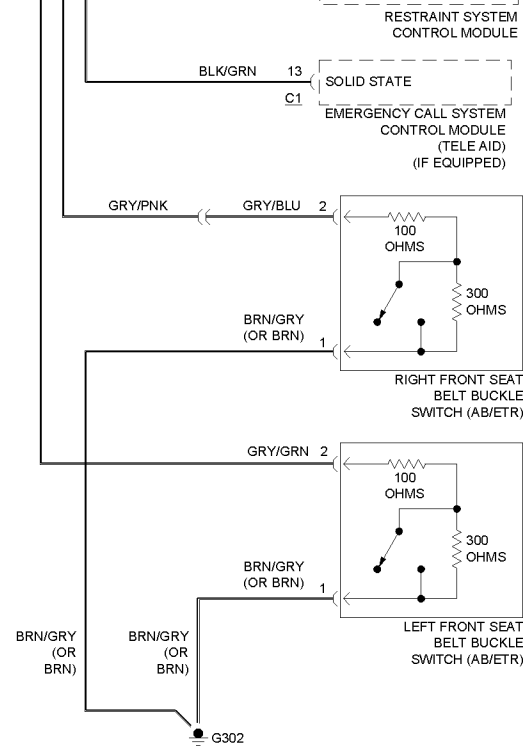 RESTRAINT SYSTEM
CONTROL MODULE
BLK/GRN 13
SOLID STATE
C1
EMERGENCY CALL SYSTEM
CONTROL MODULE
(TELE AID)
(IF EQUIPPED)
GRY/PNK GRY/BLU 2
100
OHMS
300
OHMS
BRN/GRY
(OR BRN) 1
RIGHT FRONT SEAT
BELT BUCKLE
SWITCH (AB/ETR)
GRY/GRN 2
100
OHMS
300
OHMS
BRN/GRY
(OR BRN) 1
LEFT FRONT SEAT
BELT BUCKLE
SWITCH (AB/ETR)
BRN/GRY
(OR
BRN)
BRN/GRY
(OR
BRN)
G302